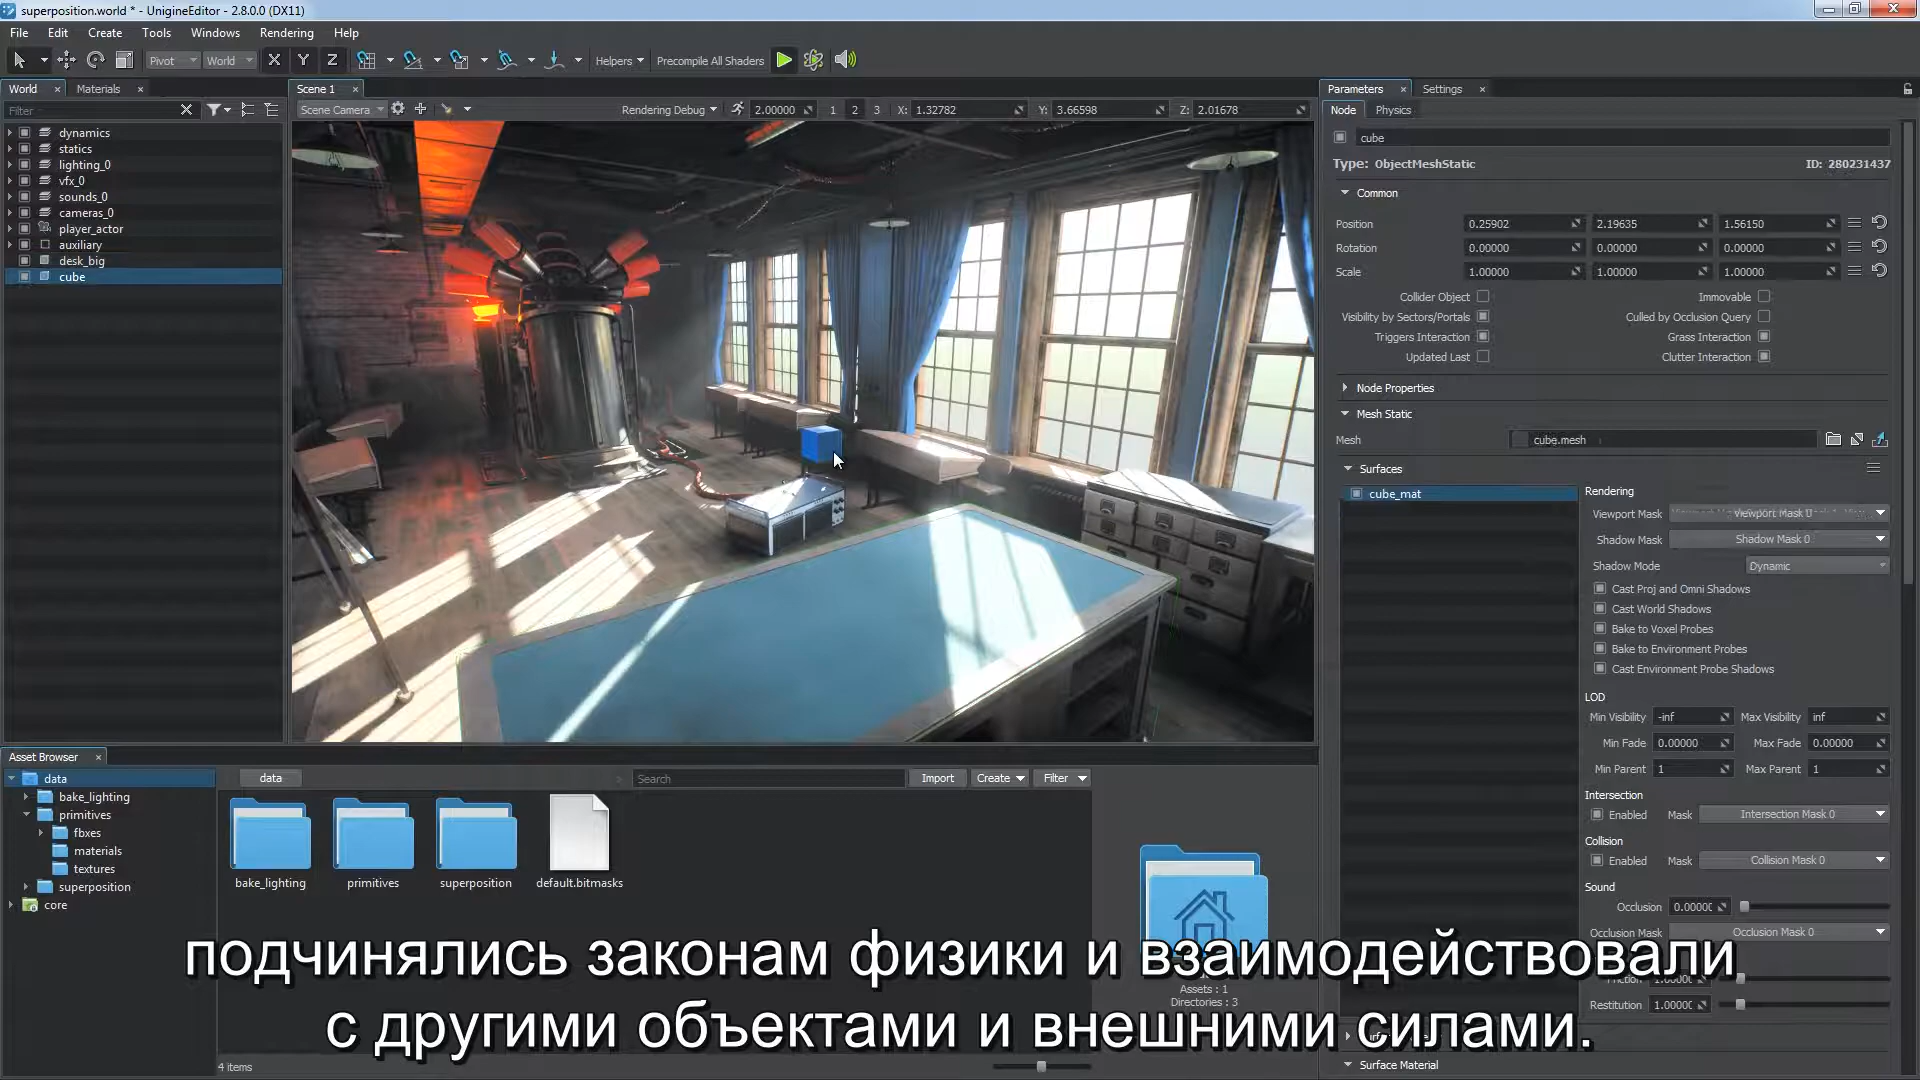 superposition.world * - UnigineEditor - 2.8.0.0 (DX11)
File Edit Create Tools Windows Rendering Help
Pivot World X Y Z Helpers Precompile All Shaders
World Materials
Filter
dynamics
statics
lighting_0
vfx_0
sounds_0
cameras_0
player_actor
auxiliary
desk_big
cube
Scene 1
Scene Camera Rendering Debug 2.00000 1 2 3 X: 1.32782 Y: 3.66598 Z: 2.01678
Parameters Settings
Node Physics
cube
Type: ObjectMeshStatic ID: 280231437
Common
Position 0.25902 2.19635 1.56150
Rotation 0.00000 0.00000 0.00000
Scale 1.00000 1.00000 1.00000
Collider Object Immovable
Visibility by Sectors/Portals Culled by Occlusion Query
Triggers Interaction Grass Interaction
Updated Last Clutter Interaction
Node Properties
Mesh Static
Mesh cube.mesh
Surfaces
cube_mat
Rendering
Viewport Mask Viewport Mask 0
Shadow Mask Shadow Mask 0
Shadow Mode Dynamic
Cast Proj and Omni Shadows
Cast World Shadows
Bake to Voxel Probes
Bake to Environment Probes
Cast Environment Probe Shadows
LOD
Min Visibility -inf Max Visibility inf
Min Fade 0.00000 Max Fade 0.00000
Min Parent 1 Max Parent 1
Intersection
Enabled Mask Intersection Mask 0
Collision
Enabled Mask Collision Mask 0
Sound
Occlusion 0.0000
Occlusion Mask Occlusion Mask 0
Restitution 1.0000
Surface Material
Asset Browser
data
bake_lighting
primitives
fbxes
materials
textures
superposition
core
data Search Import Create Filter
bake_lighting primitives superposition default.bitmasks
Assets : 1
Directories : 3
4 items
подчинялись законам физики и взаимодействовали
с другими объектами и внешними силами.